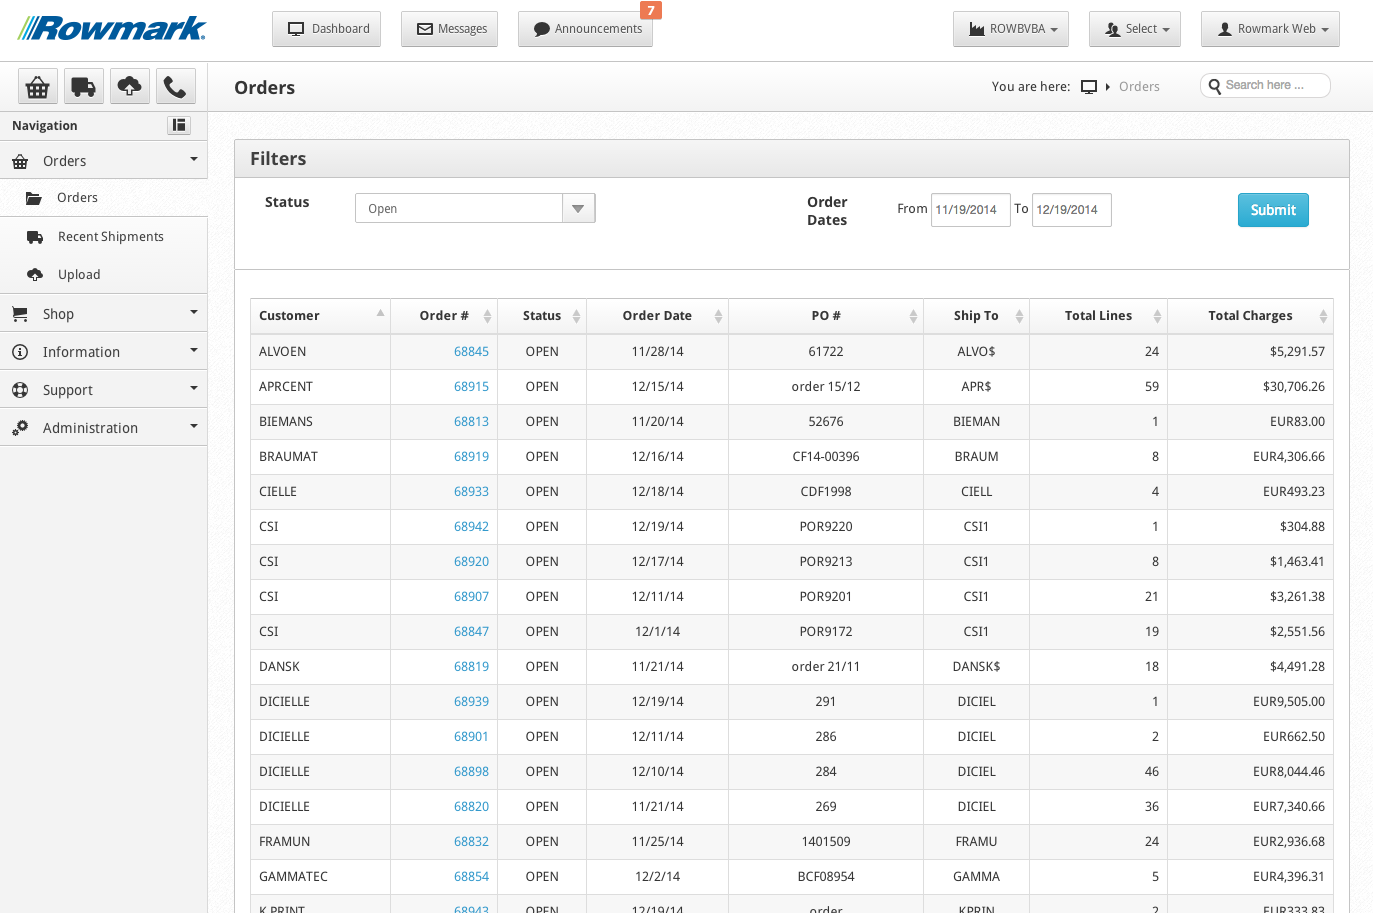 Rowmark
Dashboard
Messages
Announcements
7
ROWBVBA
Select
Rowmark Web
Orders
You are here:
Orders
Search here ...
Navigation
Orders
Orders
Recent Shipments
Upload
Shop
Information
Support
Administration
Filters
Status
Open
Order Dates
From 11/19/2014 To 12/19/2014
Submit
Customer Order # Status Order Date PO # Ship To Total Lines Total Charges
ALVOEN 68845 OPEN 11/28/14 61722 ALVO$ 24 $5,291.57
APRCENT 68915 OPEN 12/15/14 order 15/12 APR$ 59 $30,706.26
BIEMANS 68813 OPEN 11/20/14 52676 BIEMAN 1 EUR83.00
BRAUMAT 68919 OPEN 12/16/14 CF14-00396 BRAUM 8 EUR4,306.66
CIELLE 68933 OPEN 12/18/14 CDF1998 CIELL 4 EUR493.23
CSI 68942 OPEN 12/19/14 POR9220 CSI1 1 $304.88
CSI 68920 OPEN 12/17/14 POR9213 CSI1 8 $1,463.41
CSI 68907 OPEN 12/11/14 POR9201 CSI1 21 $3,261.38
CSI 68847 OPEN 12/1/14 POR9172 CSI1 19 $2,551.56
DANSK 68819 OPEN 11/21/14 order 21/11 DANSK$ 18 $4,491.28
DICIELLE 68939 OPEN 12/19/14 291 DICIEL 1 EUR9,505.00
DICIELLE 68901 OPEN 12/11/14 286 DICIEL 2 EUR662.50
DICIELLE 68898 OPEN 12/10/14 284 DICIEL 46 EUR8,044.46
DICIELLE 68820 OPEN 11/21/14 269 DICIEL 36 EUR7,340.66
FRAMUN 68832 OPEN 11/25/14 1401509 FRAMU 24 EUR2,936.68
GAMMATEC 68854 OPEN 12/2/14 BCF08954 GAMMA 5 EUR4,396.31
K PRINT 68943 OPEN 12/19/14 order KPRIN 2 EUR333.83